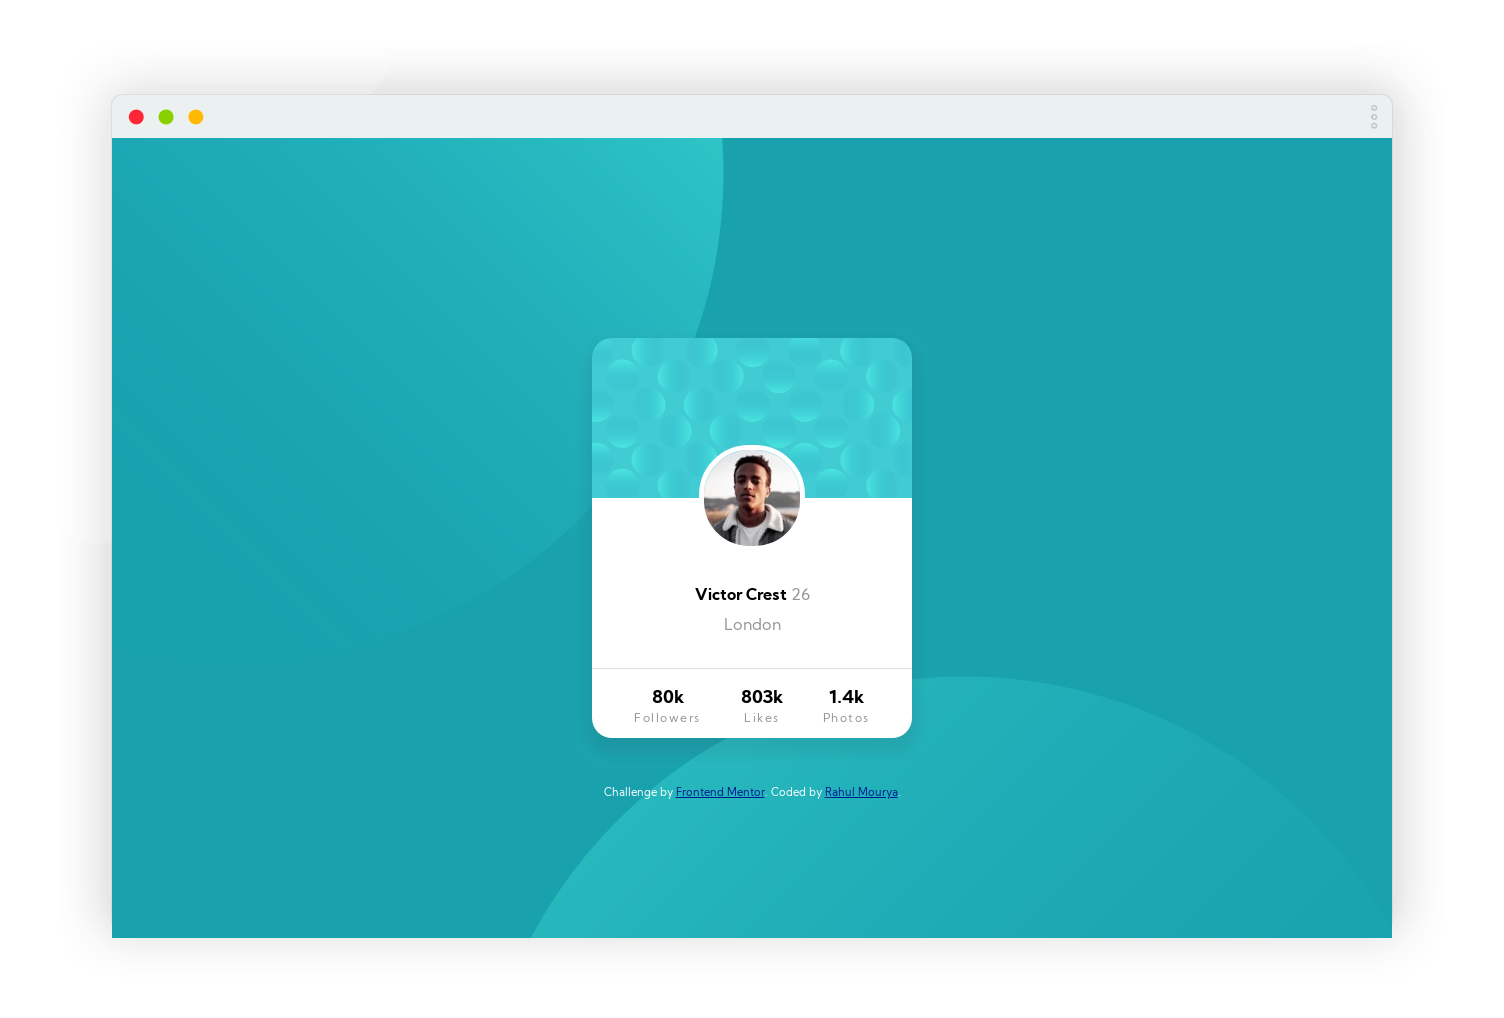 Victor Crest 26
London
80k 803k 1.4k
Followers Likes Photos
Challenge by Frontend Mentor. Coded by Rahul Mourya.